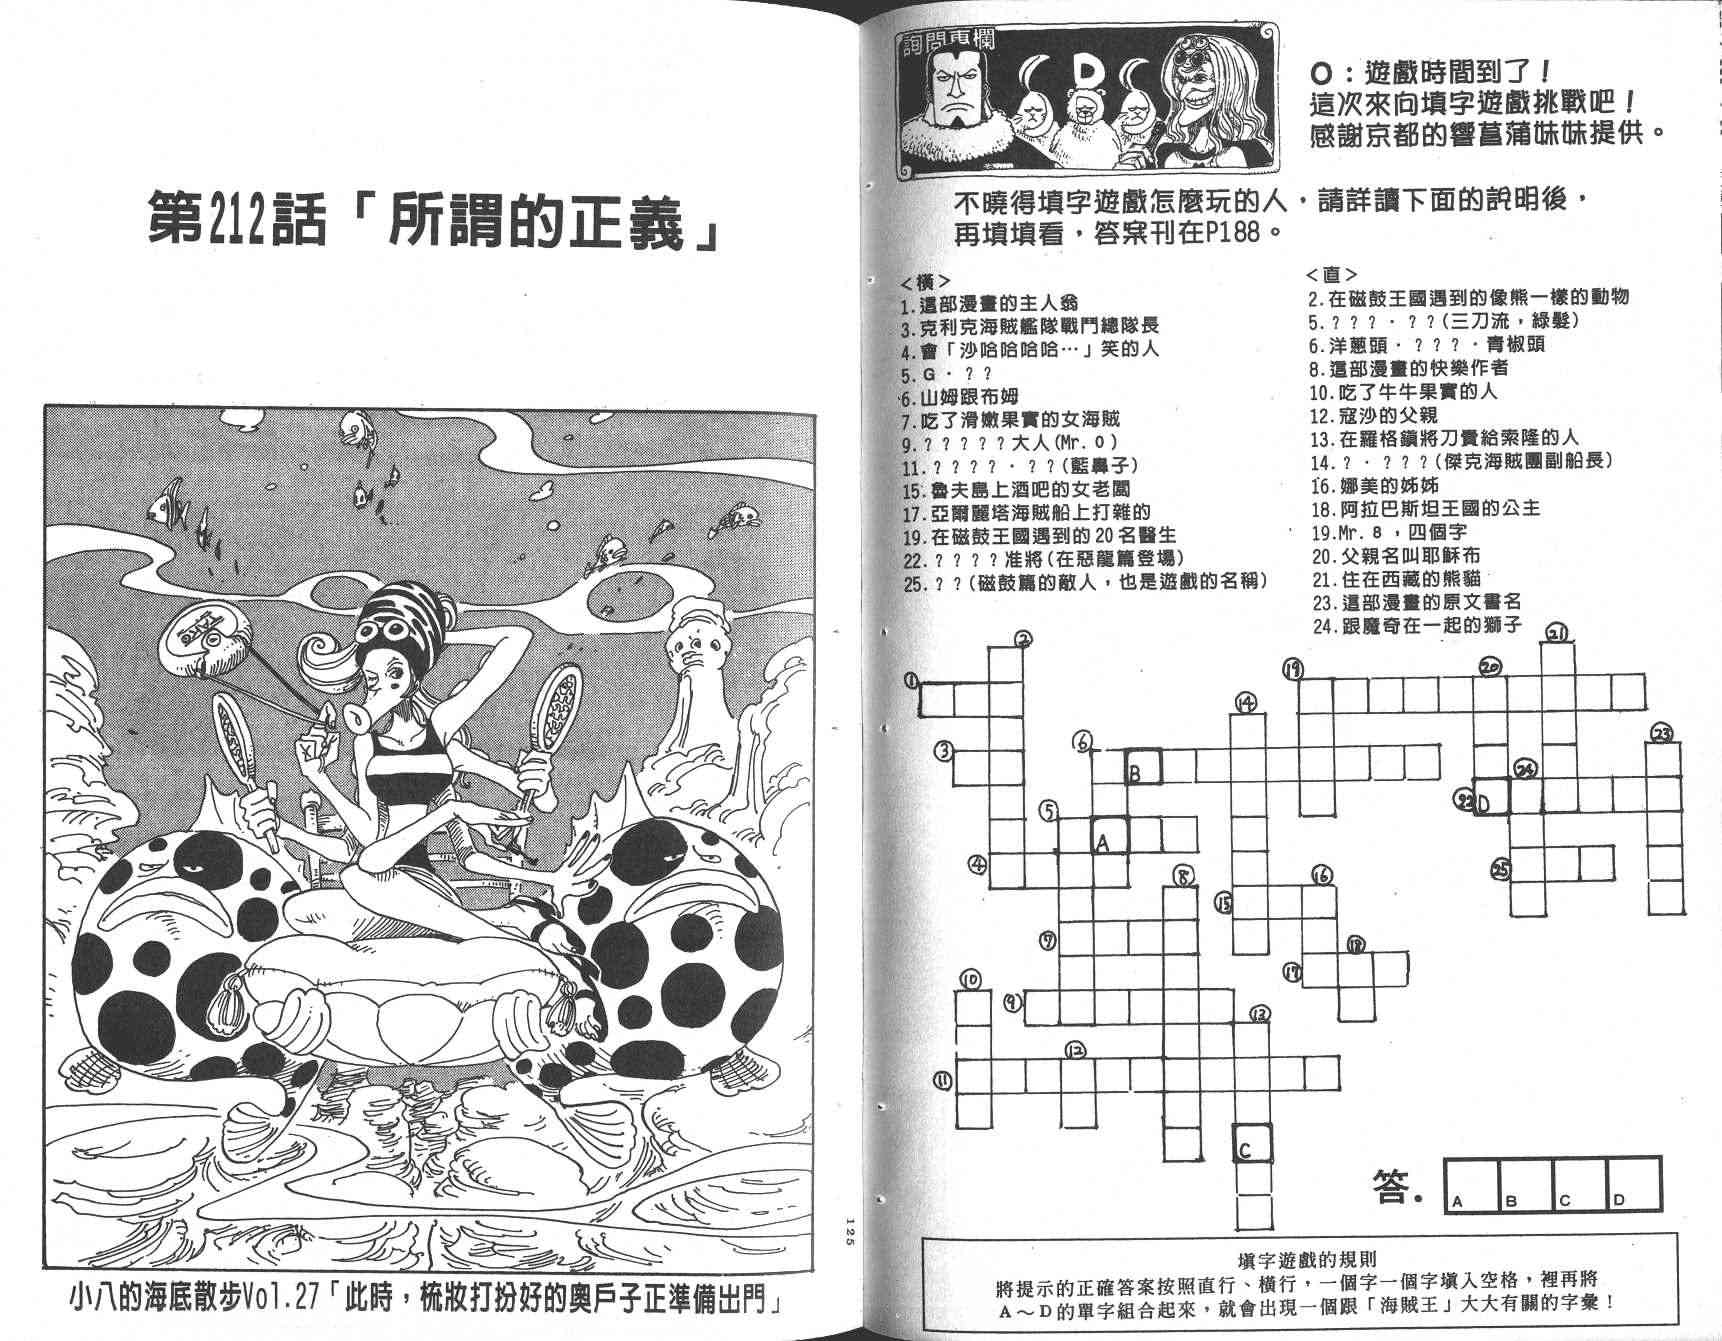 第212話「所謂的正義」
小八的海底散步Vol.27「此時，梳妝打扮好的奧戶子正準備出門」
125
詢問專欄
D
O：遊戲時間到了！
這次來向填字遊戲挑戰吧！
感謝京都的響菖蒲妹妹提供。
不曉得填字遊戲怎麼玩的人，請詳讀下面的說明後，
再填填看，答案刊在P188。
＜橫＞
1.這部漫畫的主人翁
3.克利克海賊艦隊戰鬥總隊長
4.會「沙哈哈哈哈…」笑的人
5.G．？？
6.山姆跟布姆
7.吃了滑嫩果實的女海賊
9.？？？？？大人(Mr.0)
11.？？？？．？？(藍鼻子)
15.魯夫島上酒吧的女老闆
17.亞爾麗塔海賊船上打雜的
19.在磁鼓王國遇到的20名醫生
22.？？？？准將(在惡龍篇登場)
25.？？(磁鼓篇的敵人，也是遊戲的名稱)
＜直＞
2.在磁鼓王國遇到的像熊一樣的動物
5.？？？．？？(三刀流，綠髮)
6.洋蔥頭．？？？．青椒頭
8.這部漫畫的快樂作者
10.吃了牛牛果實的人
12.寇沙的父親
13.在羅格鎮將刀賣給索隆的人
14.？．？？？(傑克海賊團副船長)
16.娜美的姊姊
18.阿拉巴斯坦王國的公主
19.Mr.8，四個字
20.父親名叫耶穌布
21.住在西藏的熊貓
23.這部漫畫的原文書名
24.跟魔奇在一起的獅子
② ㉑
① ⑲ ⑳
⑭
③ ⑥ B ㉓
㉔
㉒ D
⑤ A
④ ⑧ ⑯ ㉕
⑮
⑦ ⑱
⑩ ⑰
⑨ ⑬
⑫
⑪
C
答.
A B C D
填字遊戲的規則
將提示的正確答案按照直行、橫行，一個字一個字填入空格，裡再將
A～D的單字組合起來，就會出現一個跟「海賊王」大大有關的字彙！